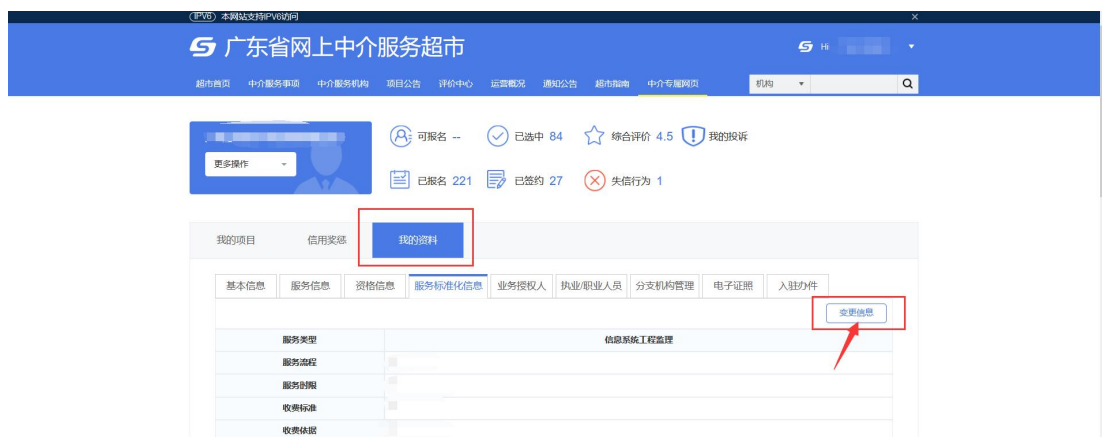 IPV6 本网站支持IPV6访问 ×
广东省网上中介服务超市 Hi
超市首页 中介服务事项 中介服务机构 项目公告 评价中心 运营概况 通知公告 超市指南 中介专属网页 机构
可报名 -- 已选中 84 综合评价 4.5 我的投诉
更多操作
已报名 221 已签约 27 失信行为 1
我的项目 信用奖惩 我的资料
基本信息 服务信息 资格信息 服务标准化信息 业务授权人 执业/职业人员 分支机构管理 电子证照 入驻办件
变更信息
服务类型 信息系统工程监理
服务流程
服务时限
收费标准
收费依据